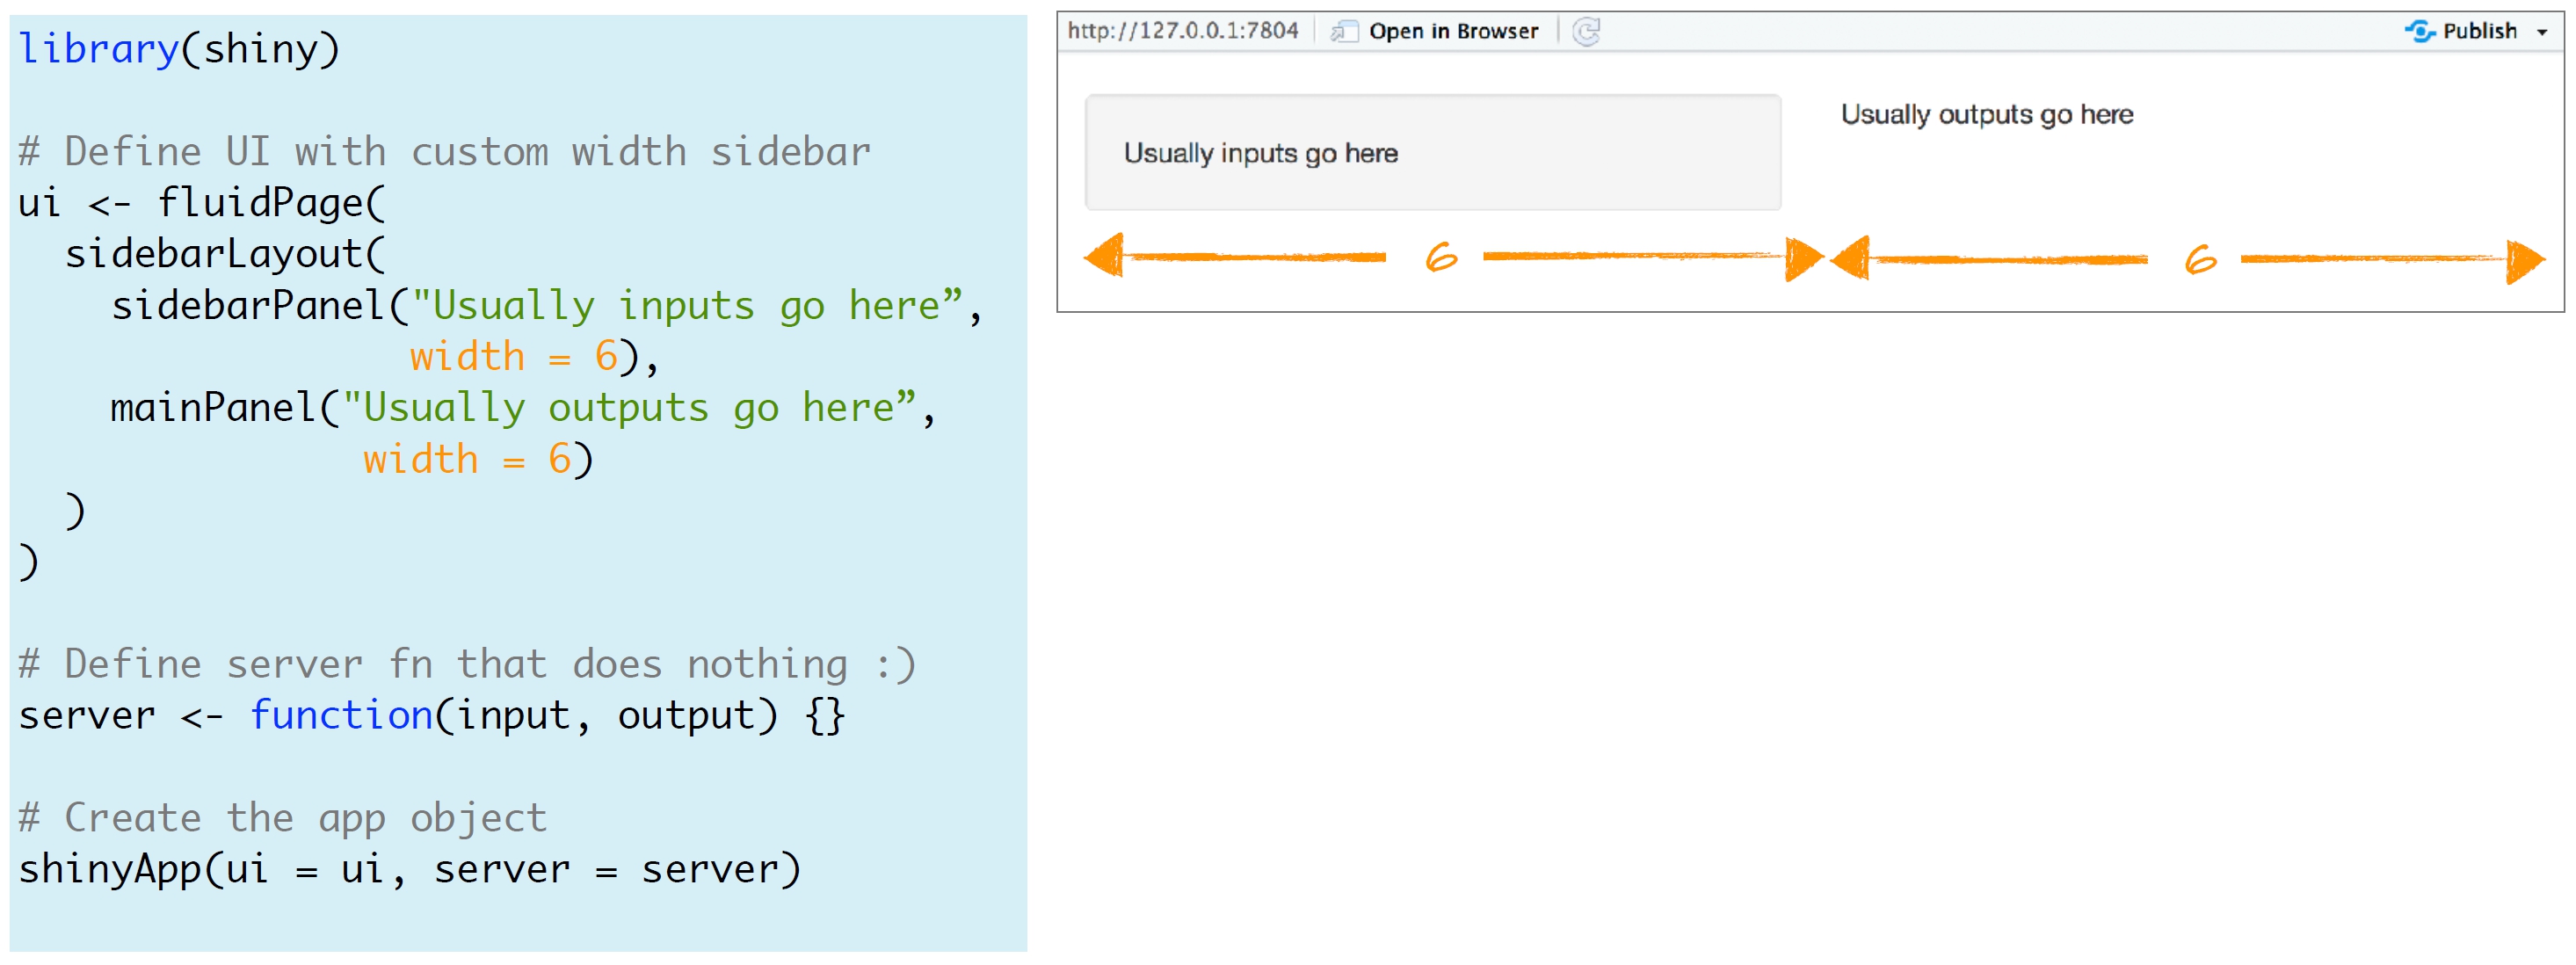 library(shiny)
# Define UI with custom width sidebar
ui <- fluidPage(
  sidebarLayout(
    sidebarPanel("Usually inputs go here”,
                 width = 6),
    mainPanel("Usually outputs go here”,
               width = 6)
  )
)
# Define server fn that does nothing :)
server <- function(input, output) {}
# Create the app object
shinyApp(ui = ui, server = server)
http://127.0.0.1:7804 Open in Browser Publish
Usually inputs go here
Usually outputs go here
6 6